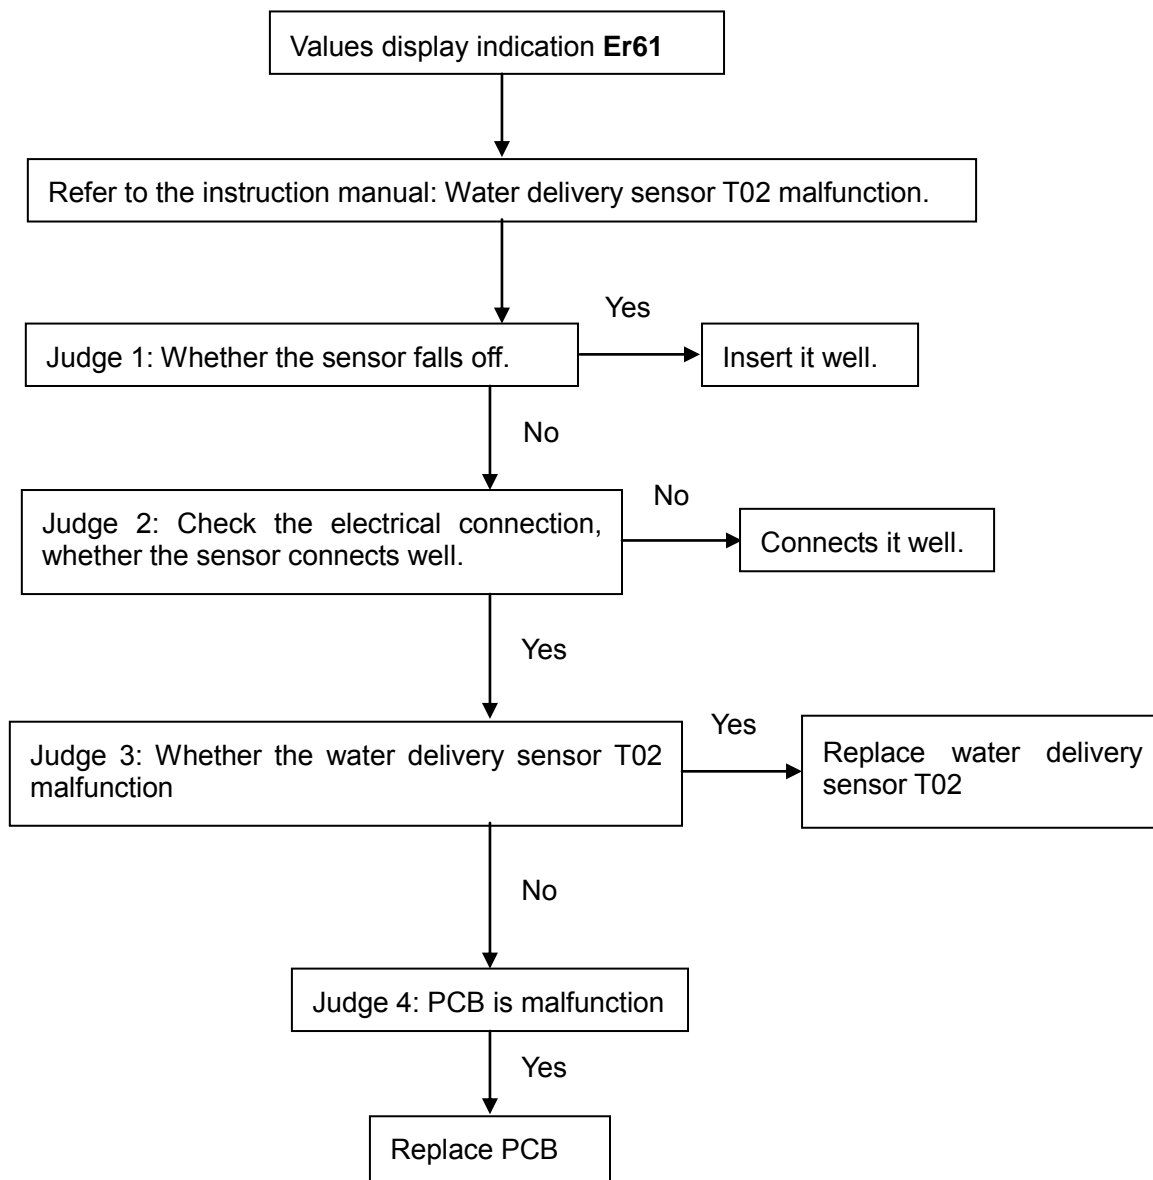 Values display indication Er61
Refer to the instruction manual: Water delivery sensor T02 malfunction.
Yes
Judge 1: Whether the sensor falls off.
Insert it well.
No
No
Judge 2: Check the electrical connection,
whether the sensor connects well.
Connects it well.
Yes
Yes
Judge 3: Whether the water delivery sensor T02
malfunction
Replace water delivery
sensor T02
No
Judge 4: PCB is malfunction
Yes
Replace PCB